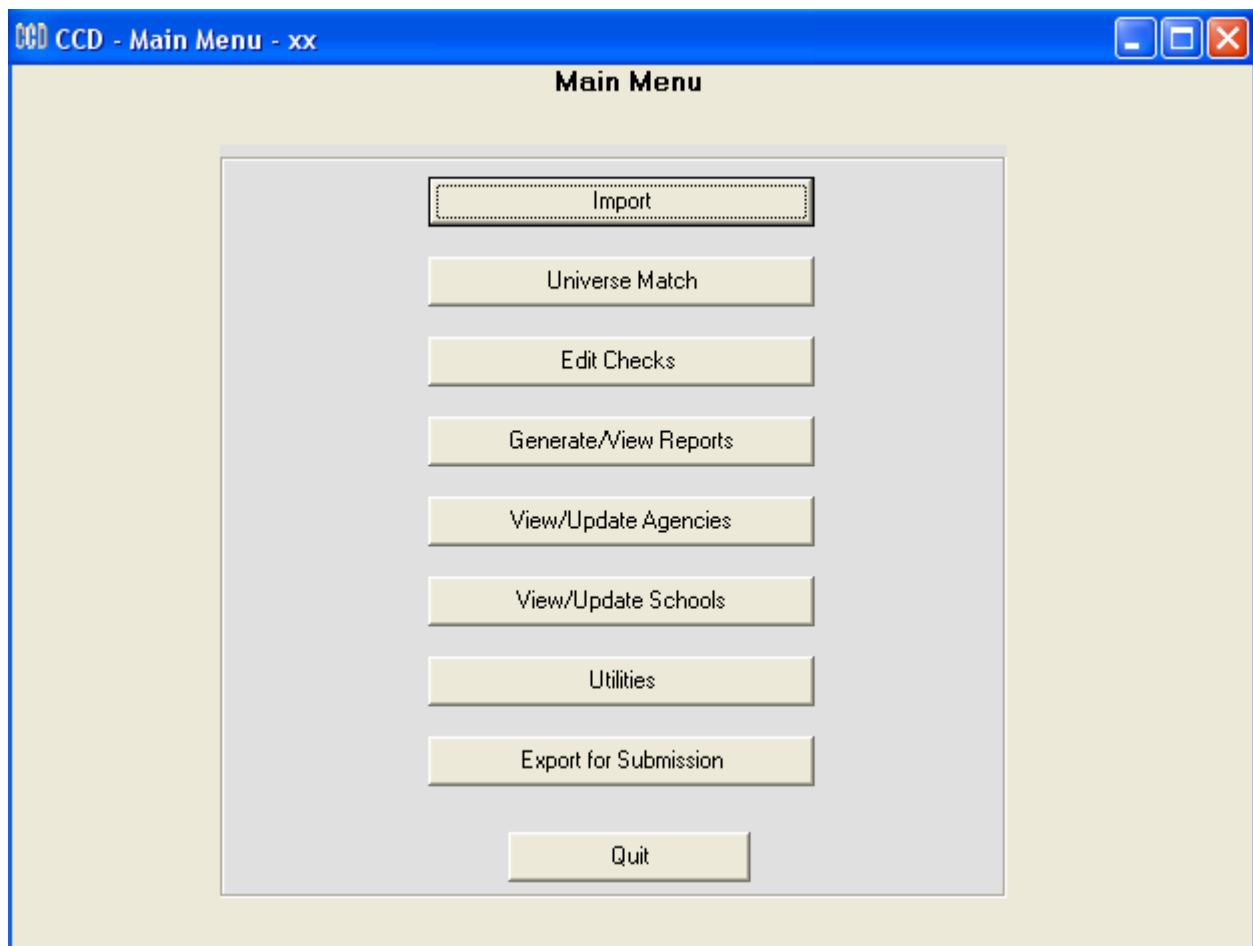 CCD CCD - Main Menu - xx
Main Menu
Import
Universe Match
Edit Checks
Generate/View Reports
View/Update Agencies
View/Update Schools
Utilities
Export for Submission
Quit